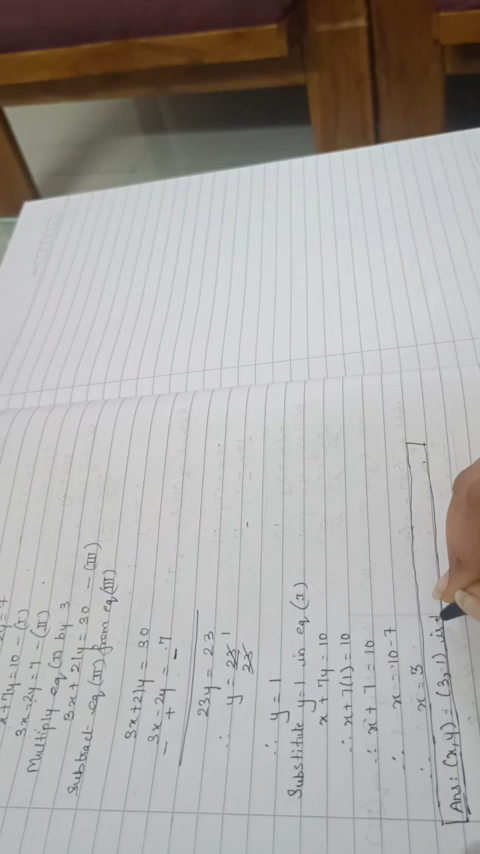 x + 7y = 10 - (I)
3x - 2y = 7 - (II)
Multiply eq (I) by 3
3x + 21y = 30 - (III)
Subtract eq (II) from eq (III)
3x + 21y = 30
3x - 2y = 7
- + -
23y = 23
∴ y = 23 1
23
∴ y = 1
Substitute y = 1 in eq (I)
x + 7y = 10
∴ x + 7(1) = 10
∴ x + 7 = 10
∴ x = 10 - 7
∴ x = 3
Ans: (x, y) = (3, 1) is